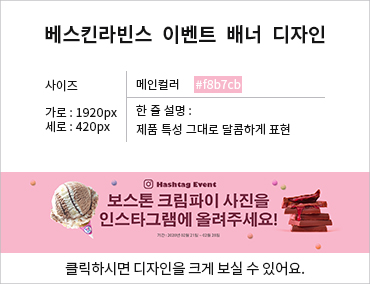 베스킨라빈스 이벤트 배너 디자인
사이즈
가로 : 1920px
세로 : 420px
메인컬러 #f8b7cb
한 줄 설명 :
제품 특성 그대로 달콤하게 표현
Hashtag Event
보스톤 크림파이 사진을
인스타그램에 올려주세요!
클릭하시면 디자인을 크게 보실 수 있어요.